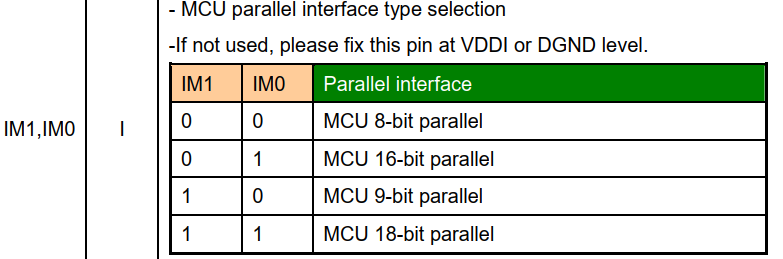 - MCU parallel interface type selection
-If not used, please fix this pin at VDDI or DGND level.
IM1 IM0 Parallel interface
0 0 MCU 8-bit parallel
IM1,IM0 I
0 1 MCU 16-bit parallel
1 0 MCU 9-bit parallel
1 1 MCU 18-bit parallel